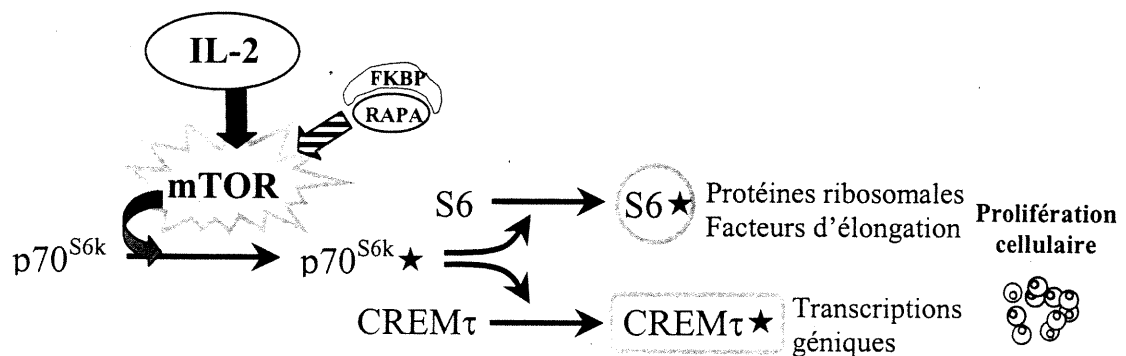 IL-2
FKBP
RAPA
mTOR
S6
S6★
Protéines ribosomales
Facteurs d'élongation
Prolifération
cellulaire
p70S6k
p70S6k★
CREMτ
CREMτ★
Transcriptions
géniques